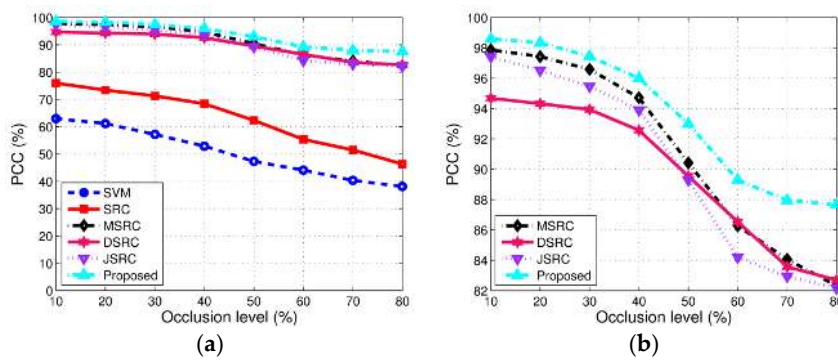 100
90
80
70
60
50
40
30
20
10
0
PCC (%)
SVM
SRC
MSRC
DSRC
JSRC
Proposed
10 20 30 40 50 60 70 80
Occlusion level (%)
(a)
100
98
96
94
92
90
88
86
84
82
PCC (%)
MSRC
DSRC
JSRC
Proposed
10 20 30 40 50 60 70 80
Occlusion level (%)
(b)